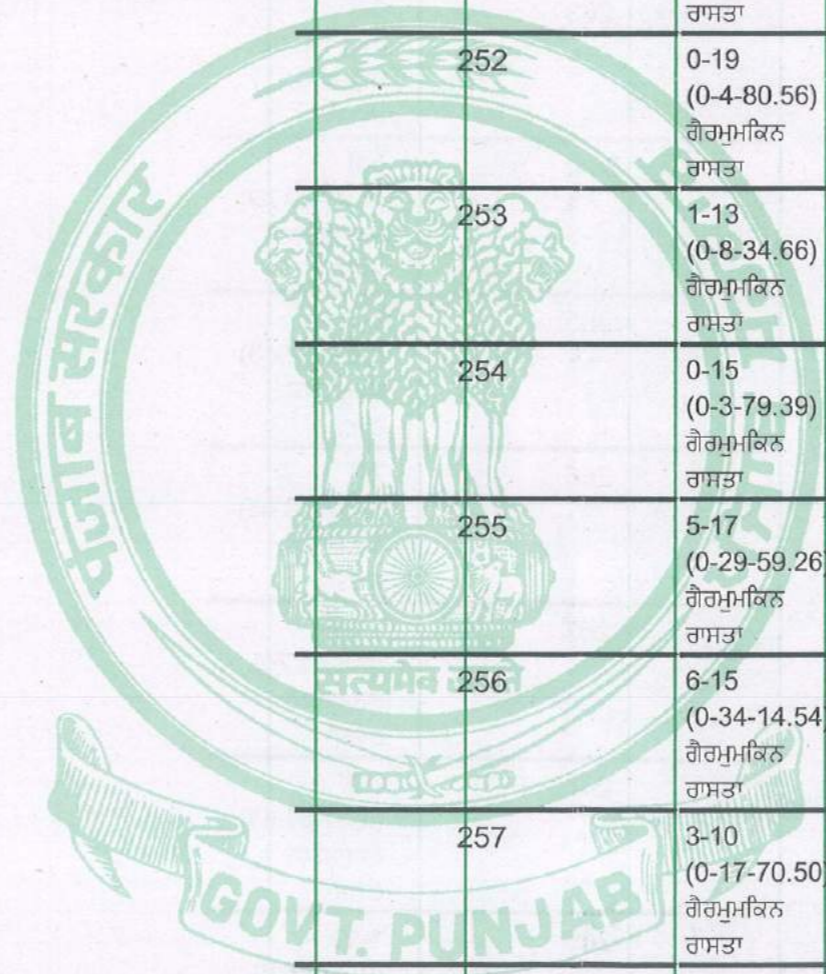 ਰਾਸਤਾ
252 0-19
(0-4-80.56)
ਗੈਰਮੁਮਕਿਨ
ਰਾਸਤਾ
253 1-13
(0-8-34.66)
ਗੈਰਮੁਮਕਿਨ
ਰਾਸਤਾ
254 0-15
(0-3-79.39)
ਗੈਰਮੁਮਕਿਨ
ਰਾਸਤਾ
255 5-17
(0-29-59.26)
ਗੈਰਮੁਮਕਿਨ
ਰਾਸਤਾ
256 6-15
(0-34-14.54)
ਗੈਰਮੁਮਕਿਨ
ਰਾਸਤਾ
257 3-10
(0-17-70.50)
ਗੈਰਮੁਮਕਿਨ
ਰਾਸਤਾ
पंजाब सरकार
सत्यमेव
GOVT. PUNJAB